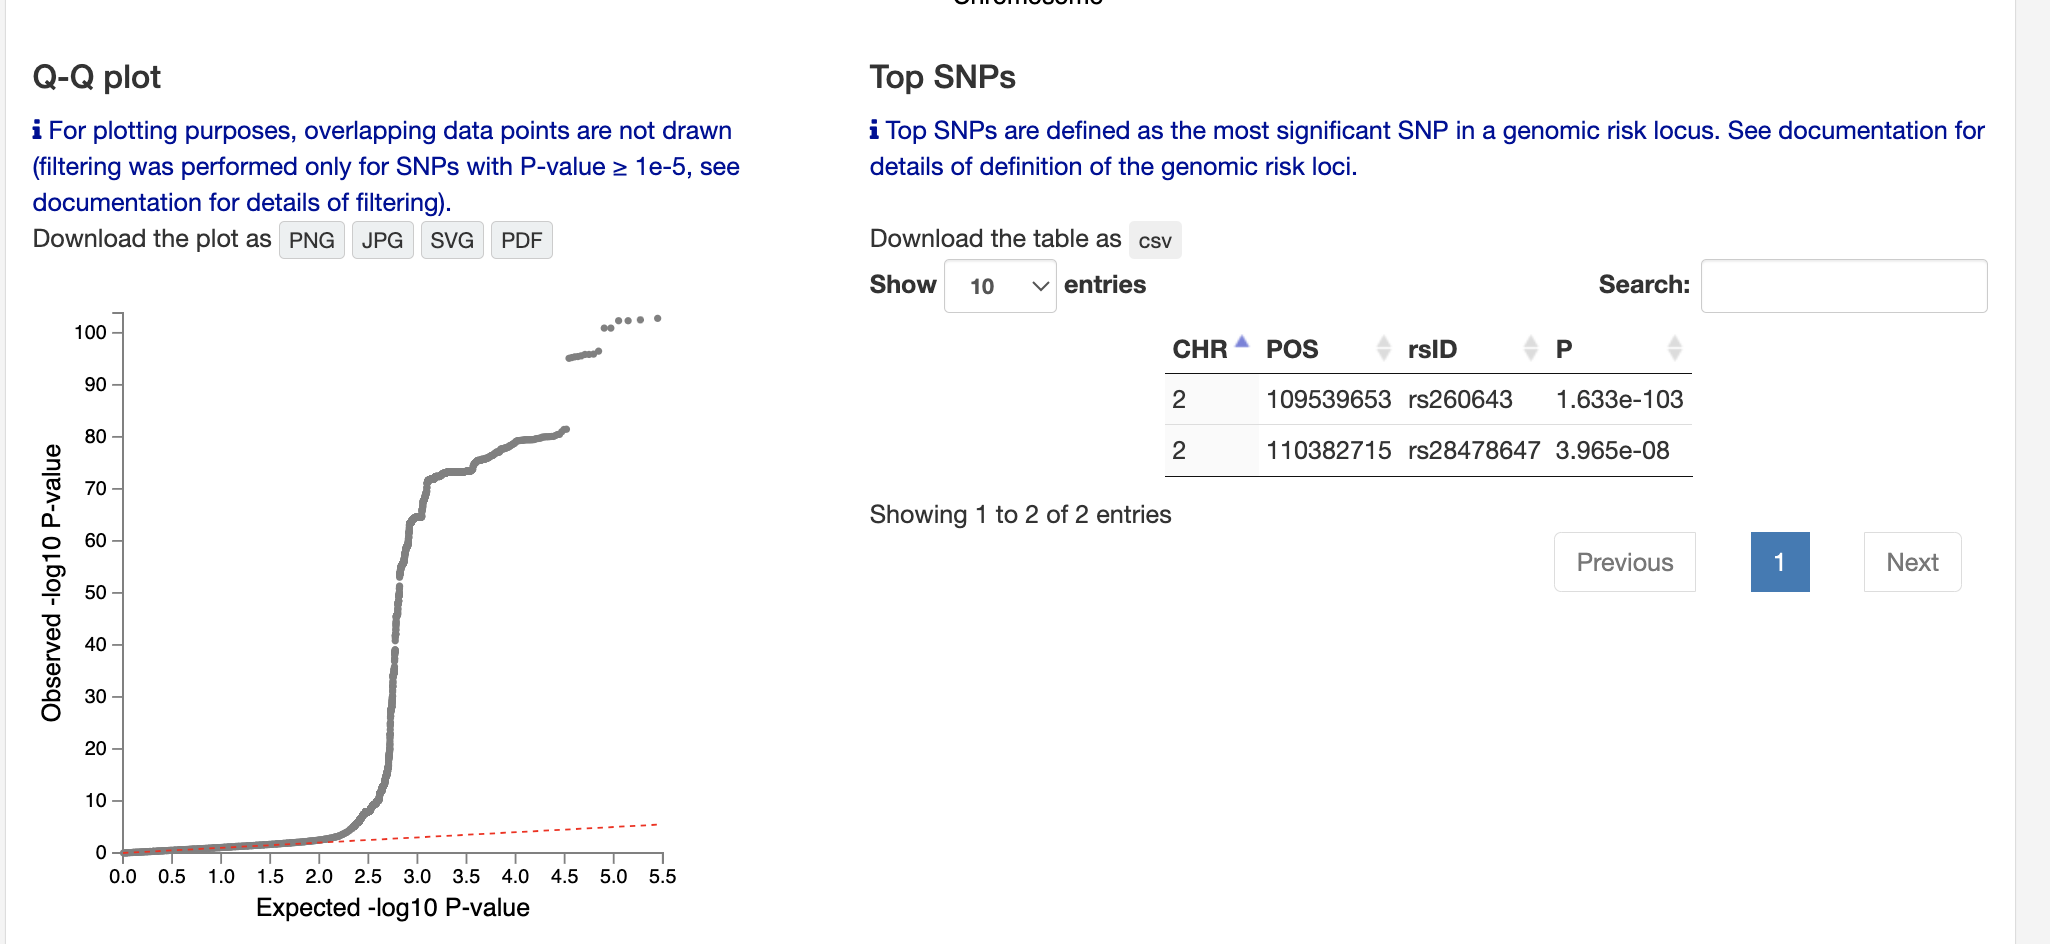 Chromosome
Q-Q plot
i For plotting purposes, overlapping data points are not drawn
(filtering was performed only for SNPs with P-value ≥ 1e-5, see
documentation for details of filtering).
Download the plot as PNG JPG SVG PDF
100
90
80
70
60
50
40
30
20
10
0
Observed -log10 P-value
0.0 0.5 1.0 1.5 2.0 2.5 3.0 3.5 4.0 4.5 5.0 5.5
Expected -log10 P-value
Top SNPs
i Top SNPs are defined as the most significant SNP in a genomic risk locus. See documentation for
details of definition of the genomic risk loci.
Download the table as csv
Show 10 entries Search:
CHR POS rsID P
2 109539653 rs260643 1.633e-103
2 110382715 rs28478647 3.965e-08
Showing 1 to 2 of 2 entries
Previous 1 Next